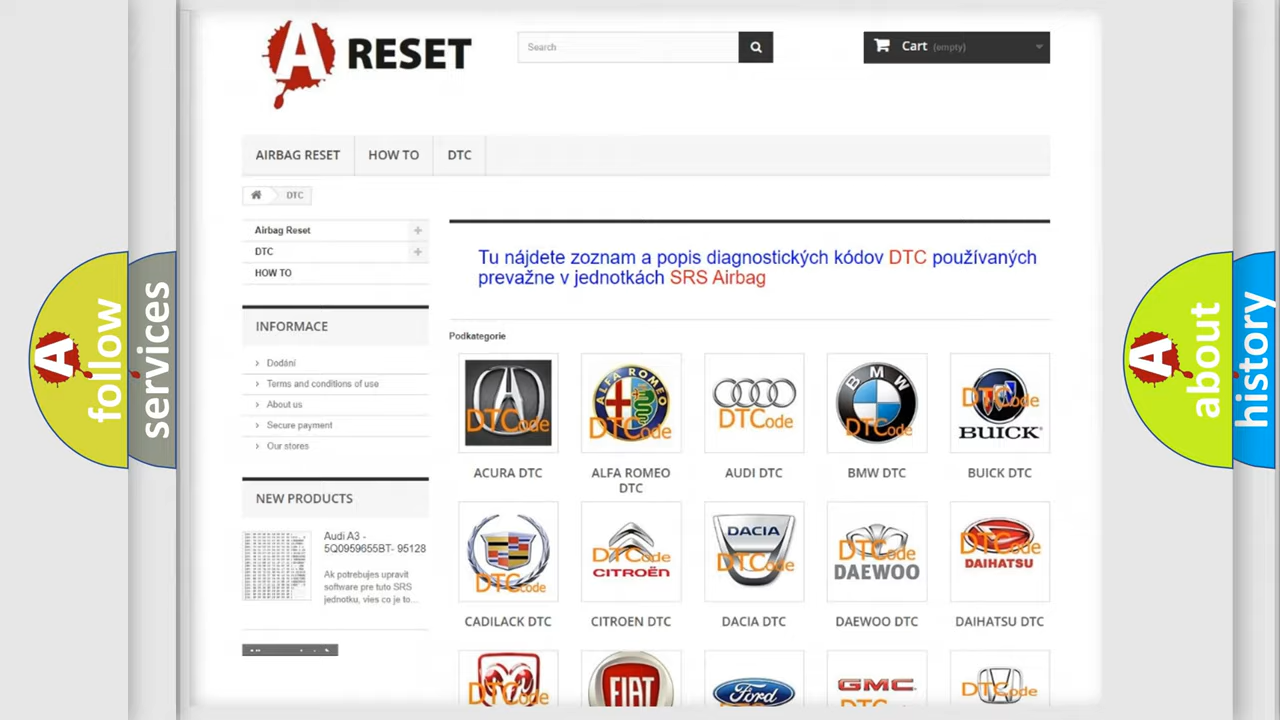 A RESET
Search
Cart (empty)
AIRBAG RESET
HOW TO
DTC
DTC
Airbag Reset
DTC
HOW TO
INFORMACE
Dodání
Terms and conditions of use
About us
Secure payment
Our stores
NEW PRODUCTS
Audi A3 -
5Q0959655BT- 95128
Ak potrebujes upravit
software pre tuto SRS
jednotku, vies co je to...
Tu nájdete zoznam a popis diagnostických kódov DTC používaných
prevažne v jednotkách SRS Airbag
Podkategorie
DTCode
ALFA ROMEO
DTCode
DTCode
BMW
DTCode
DTCode
BUICK
ACURA DTC
ALFA ROMEO
DTC
AUDI DTC
BMW DTC
BUICK DTC
DTCode
DTCode
CITROËN
DACIA
DTCode
DTCode
DAEWOO
DTCode
DAIHATSU
CADILACK DTC
CITROEN DTC
DACIA DTC
DAEWOO DTC
DAIHATSU DTC
DTCode
FIAT
Ford
GMC
DTCode
A follow
services
A about
history